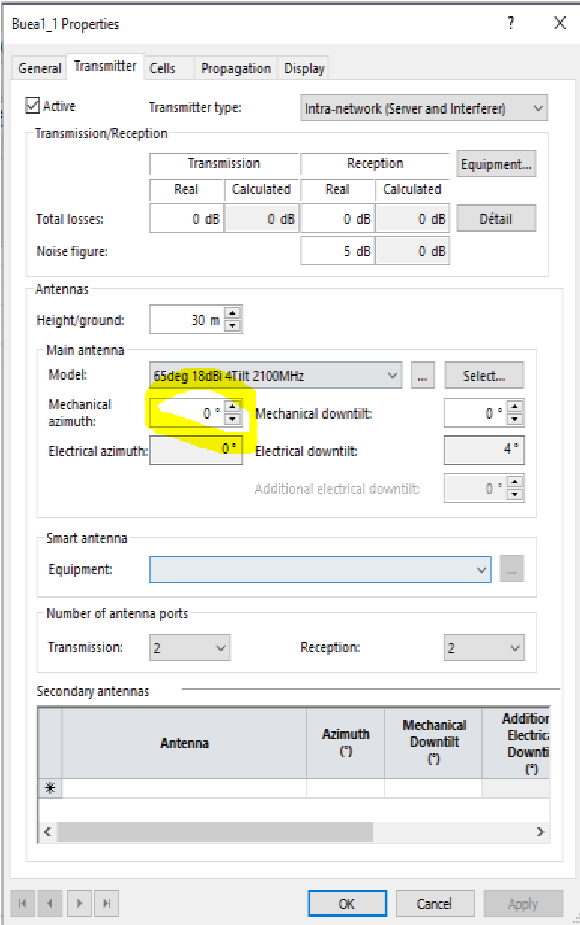 Buea1_1 Properties ? X
General Transmitter Cells Propagation Display
Active Transmitter type: Intra-network (Server and Interferer)
Transmission/Reception
Transmission Reception Equipment...
Real Calculated Real Calculated
Total losses: 0 dB 0 dB 0 dB 0 dB Détail
Noise figure: 5 dB 0 dB
Antennas
Height/ground: 30 m
Main antenna
Model: 65deg 18dBi 4Tilt 2100MHz ... Select...
Mechanical
azimuth: 0 ° Mechanical downtilt: 0 °
Electrical azimuth: 0 ° Electrical downtilt: 4 °
Additional electrical downtilt: 0 °
Smart antenna
Equipment: ...
Number of antenna ports
Transmission: 2 Reception: 2
Secondary antennas
Antenna Azimuth (°) Mechanical Downtilt (°) Addition Electrica Downti (°)
OK Cancel Apply